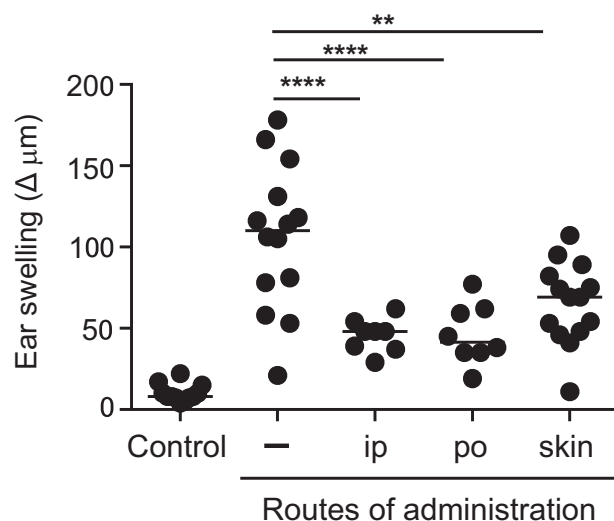 **
****
****
Ear swelling (Δ μm)
200
150
100
50
0
Control – ip po skin
Routes of administration